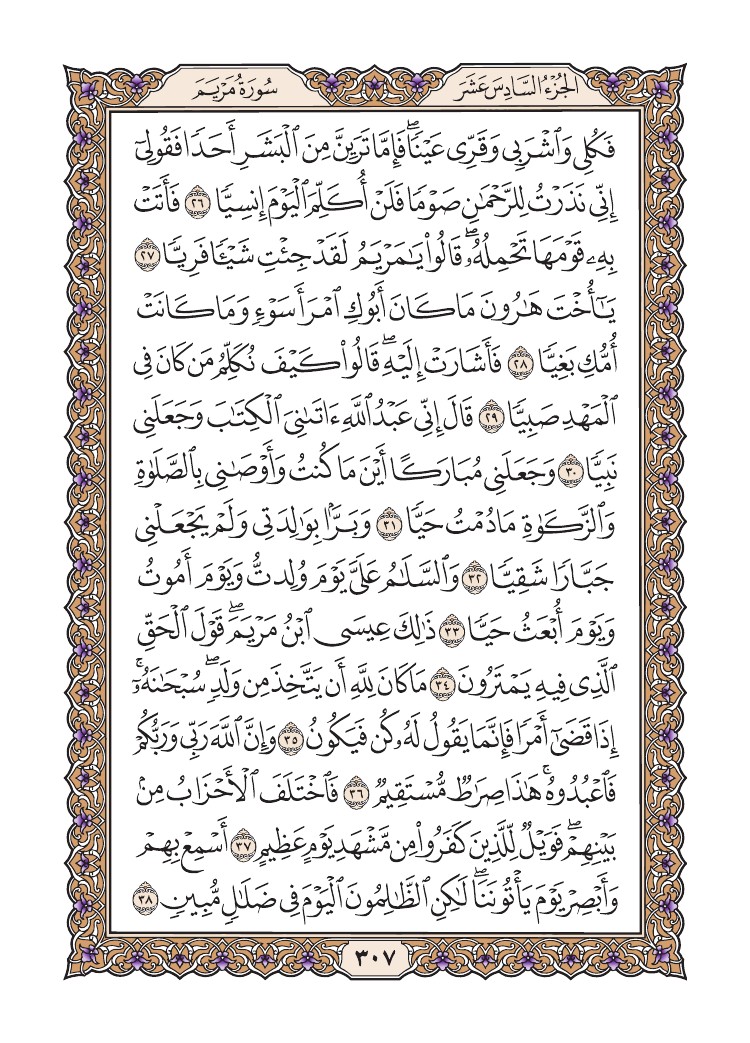 الجُزْءُ السَّادِسَ عَشَرَ
سُورَةُ مَرْيَمَ
فَكُلِي وَٱشْرَبِي وَقَرِّي عَيْنٗاۖ فَإِمَّا تَرَيِنَّ مِنَ ٱلْبَشَرِ أَحَدٗا فَقُولِيٓ
إِنِّي نَذَرْتُ لِلرَّحْمَٰنِ صَوْمٗا فَلَنْ أُكَلِّمَ ٱلْيَوْمَ إِنسِيّٗا ٢٦ فَأَتَتْ
بِهِۦ قَوْمَهَا تَحْمِلُهُۥۖ قَالُواْ يَٰمَرْيَمُ لَقَدْ جِئْتِ شَيْـٔٗا فَرِيّٗا ٢٧
يَٰٓأُخْتَ هَٰرُونَ مَا كَانَ أَبُوكِ ٱمْرَأَ سَوْءٖ وَمَا كَانَتْ
أُمُّكِ بَغِيّٗا ٢٨ فَأَشَارَتْ إِلَيْهِۖ قَالُواْ كَيْفَ نُكَلِّمُ مَن كَانَ فِي
ٱلْمَهْدِ صَبِيّٗا ٢٩ قَالَ إِنِّي عَبْدُ ٱللَّهِ ءَاتَىٰنِيَ ٱلْكِتَٰبَ وَجَعَلَنِي
نَبِيّٗا ٣٠ وَجَعَلَنِي مُبَارَكًا أَيْنَ مَا كُنتُ وَأَوْصَٰنِي بِٱلصَّلَوٰةِ
وَٱلزَّكَوٰةِ مَا دُمْتُ حَيّٗا ٣١ وَبَرَّۢا بِوَٰلِدَتِي وَلَمْ يَجْعَلْنِي
جَبَّارٗا شَقِيّٗا ٣٢ وَٱلسَّلَٰمُ عَلَيَّ يَوْمَ وُلِدتُّ وَيَوْمَ أَمُوتُ
وَيَوْمَ أُبْعَثُ حَيّٗا ٣٣ ذَٰلِكَ عِيسَى ٱبْنُ مَرْيَمَۖ قَوْلَ ٱلْحَقِّ
ٱلَّذِي فِيهِ يَمْتَرُونَ ٣٤ مَا كَانَ لِلَّهِ أَن يَتَّخِذَ مِن وَلَدٖۖ سُبْحَٰنَهُۥٓۚ
إِذَا قَضَىٰٓ أَمْرٗا فَإِنَّمَا يَقُولُ لَهُۥ كُن فَيَكُونُ ٣٥ وَإِنَّ ٱللَّهَ رَبِّي وَرَبُّكُمْ
فَٱعْبُدُوهُۚ هَٰذَا صِرَٰطٞ مُّسْتَقِيمٞ ٣٦ فَٱخْتَلَفَ ٱلْأَحْزَابُ مِنۢ
بَيْنِهِمْۖ فَوَيْلٞ لِّلَّذِينَ كَفَرُواْ مِن مَّشْهَدِ يَوْمٍ عَظِيمٍ ٣٧ أَسْمِعْ بِهِمْ
وَأَبْصِرْ يَوْمَ يَأْتُونَنَاۖ لَٰكِنِ ٱلظَّٰلِمُونَ ٱلْيَوْمَ فِي ضَلَٰلٖ مُّبِينٖ ٣٨
٣٠٧